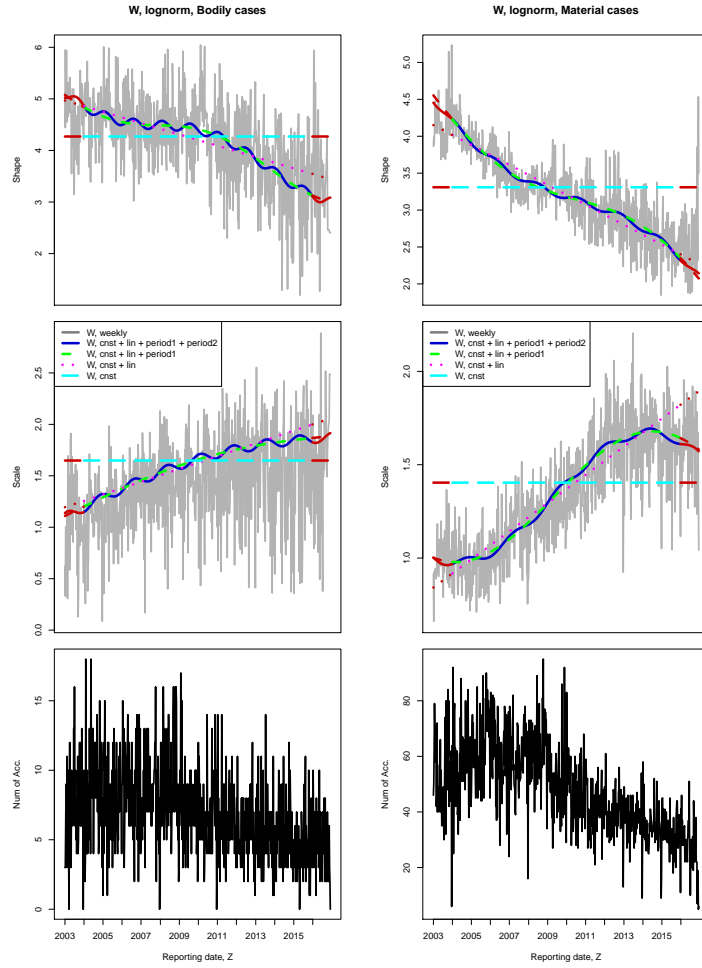 W, lognorm, Bodily cases
W, lognorm, Material cases
Shape
6
5
4
3
2
Shape
5.0
4.5
4.0
3.5
3.0
2.5
2.0
Scale
2.5
2.0
1.5
1.0
0.5
0.0
W, weekly
W, cnst + lin + period1 + period2
W, cnst + lin + period1
W, cnst + lin
W, cnst
Scale
2.0
1.5
1.0
W, weekly
W, cnst + lin + period1 + period2
W, cnst + lin + period1
W, cnst + lin
W, cnst
Num of Acc.
15
10
5
0
2003 2005 2007 2009 2011 2013 2015
Reporting date, Z
Num of Acc.
80
60
40
20
2003 2005 2007 2009 2011 2013 2015
Reporting date, Z